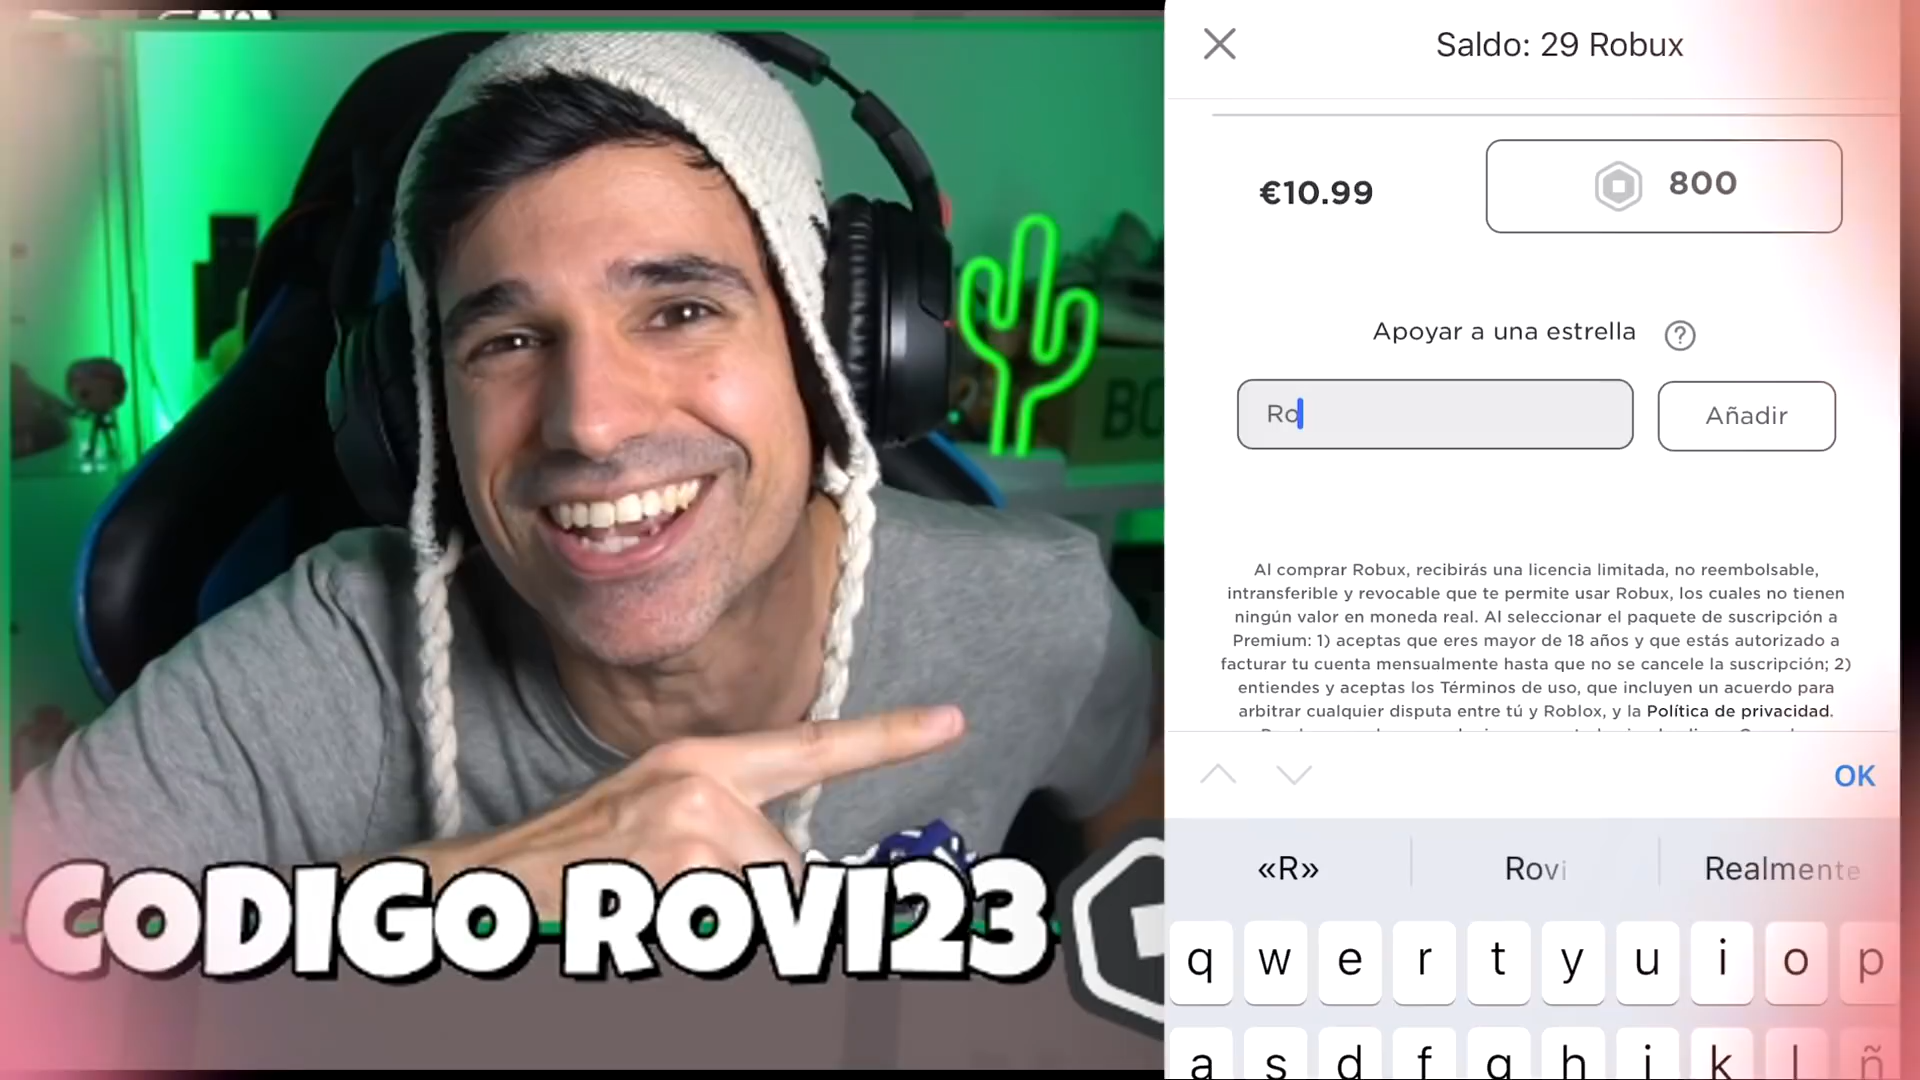 CODIGO ROVI23
Saldo: 29 Robux
€10.99
800
Apoyar a una estrella
?
Ro
Añadir
Al comprar Robux, recibirás una licencia limitada, no reembolsable,
intransferible y revocable que te permite usar Robux, los cuales no tienen
ningún valor en moneda real. Al seleccionar el paquete de suscripción a
Premium: 1) aceptas que eres mayor de 18 años y que estás autorizado a
facturar tu cuenta mensualmente hasta que no se cancele la suscripción; 2)
entiendes y aceptas los Términos de uso, que incluyen un acuerdo para
arbitrar cualquier disputa entre tú y Roblox, y la Política de privacidad.
OK
«R» Rovi Realmente
q w e r t y u i o p
a s d f g h j k l ñ